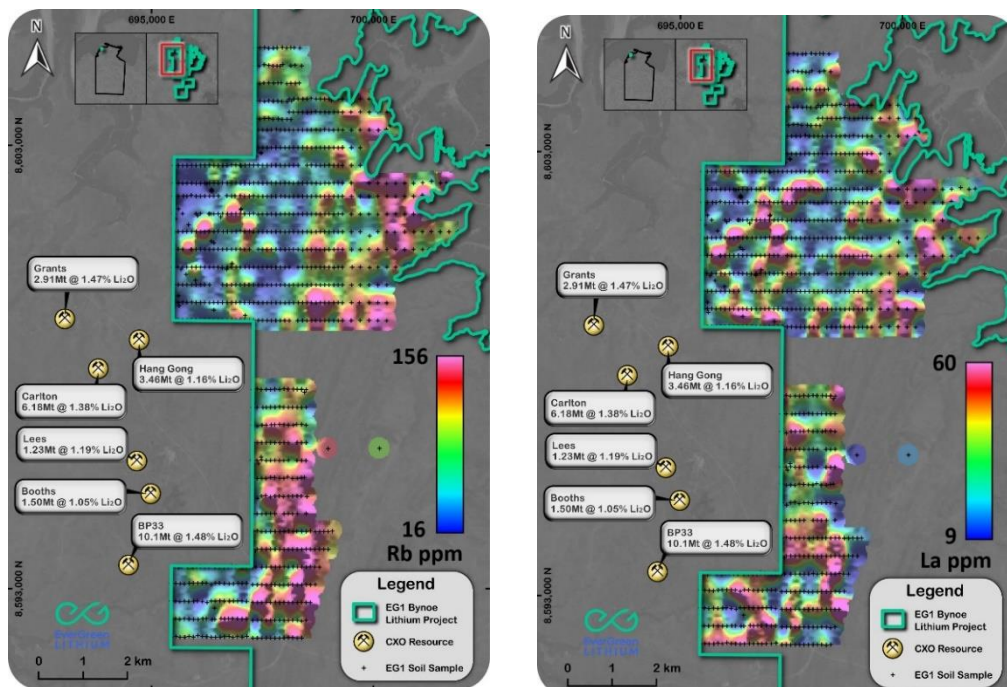 695,000 E
700,000 E
N
8,603,000 N
Grants
2.91Mt @ 1.47% Li₂O
Hang Gong
3.46Mt @ 1.16% Li₂O
Carlton
6.18Mt @ 1.38% Li₂O
Lees
1.23Mt @ 1.19% Li₂O
Booths
1.50Mt @ 1.05% Li₂O
BP33
10.1Mt @ 1.48% Li₂O
8,593,000 N
156
16
Rb ppm
EverGreen
LITHIUM
0 1 2 km
Legend
EG1 Bynoe
Lithium Project
CXO Resource
EG1 Soil Sample
695,000 E
700,000 E
N
8,603,000 N
Grants
2.91Mt @ 1.47% Li₂O
Hang Gong
3.46Mt @ 1.16% Li₂O
Carlton
6.18Mt @ 1.38% Li₂O
Lees
1.23Mt @ 1.19% Li₂O
Booths
1.50Mt @ 1.05% Li₂O
BP33
10.1Mt @ 1.48% Li₂O
8,593,000 N
60
9
La ppm
EverGreen
LITHIUM
0 1 2 km
Legend
EG1 Bynoe
Lithium Project
CXO Resource
EG1 Soil Sample